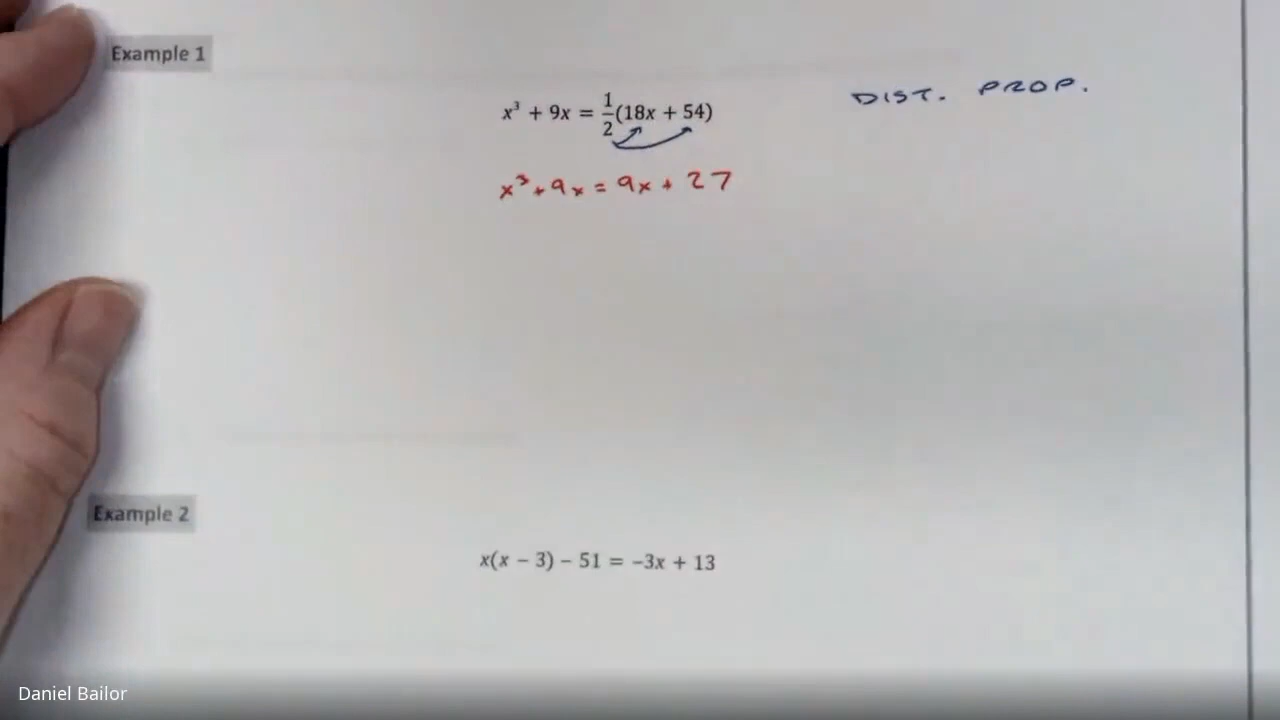 Example 1
x³ + 9x = 1/2(18x + 54)
DIST. PROP.
x³ + 9x = 9x + 27
Example 2
x(x − 3) − 51 = −3x + 13
Daniel Bailor